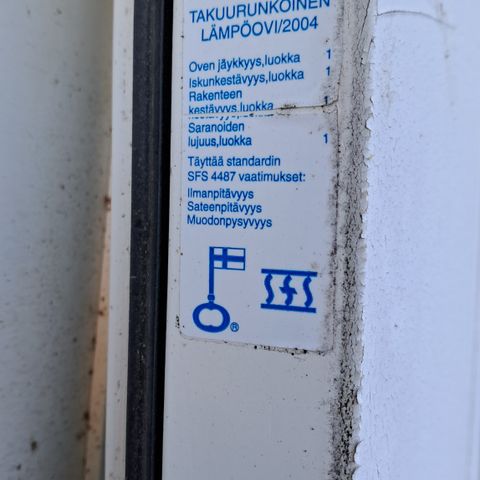 TAKUURUNKOINEN
LÄMPÖOVI/2004
Oven jäykkyys,luokka 1
Iskunkestävyys,luokka 1
Rakenteen
kestävyys,luokka 1
Saranoiden
lujuus,luokka 1
Täyttää standardin
SFS 4487 vaatimukset:
Ilmanpitävyys
Sateenpitävyys
Muodonpysyvyys
®
SFS